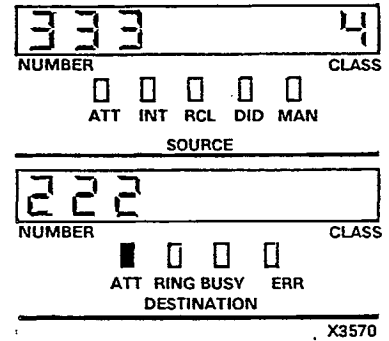 333 4
NUMBER CLASS
ATT INT RCL DID MAN
SOURCE
222
NUMBER CLASS
ATT RING BUSY ERR
DESTINATION
X3570